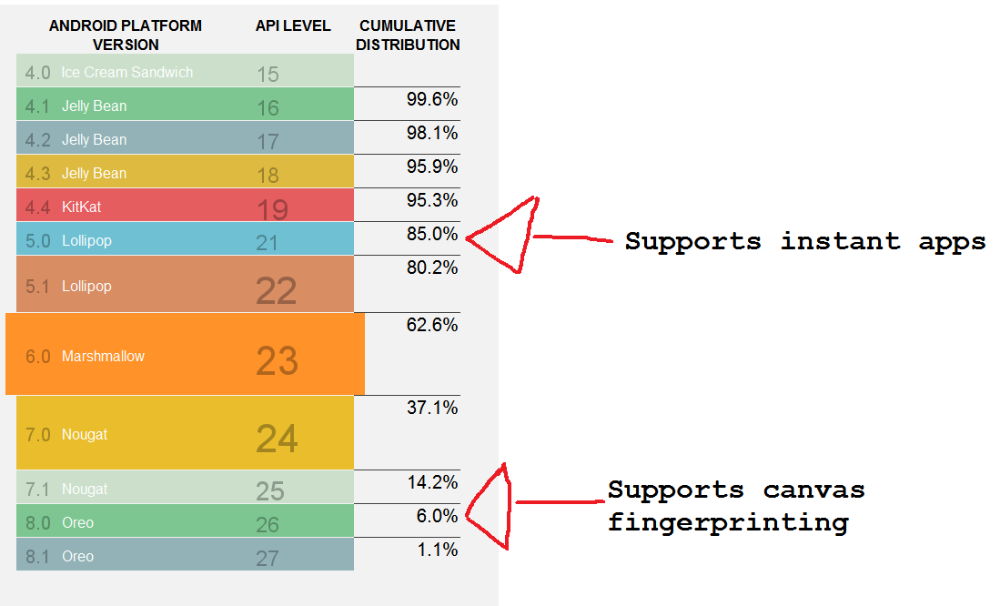 ANDROID PLATFORM VERSION API LEVEL CUMULATIVE DISTRIBUTION
4.0 Ice Cream Sandwich 15
99.6%
4.1 Jelly Bean 16
98.1%
4.2 Jelly Bean 17
95.9%
4.3 Jelly Bean 18
95.3%
4.4 KitKat 19
85.0%
5.0 Lollipop 21
Supports instant apps
80.2%
5.1 Lollipop 22
62.6%
6.0 Marshmallow 23
37.1%
7.0 Nougat 24
14.2%
7.1 Nougat 25
Supports canvas
fingerprinting
6.0%
8.0 Oreo 26
1.1%
8.1 Oreo 27